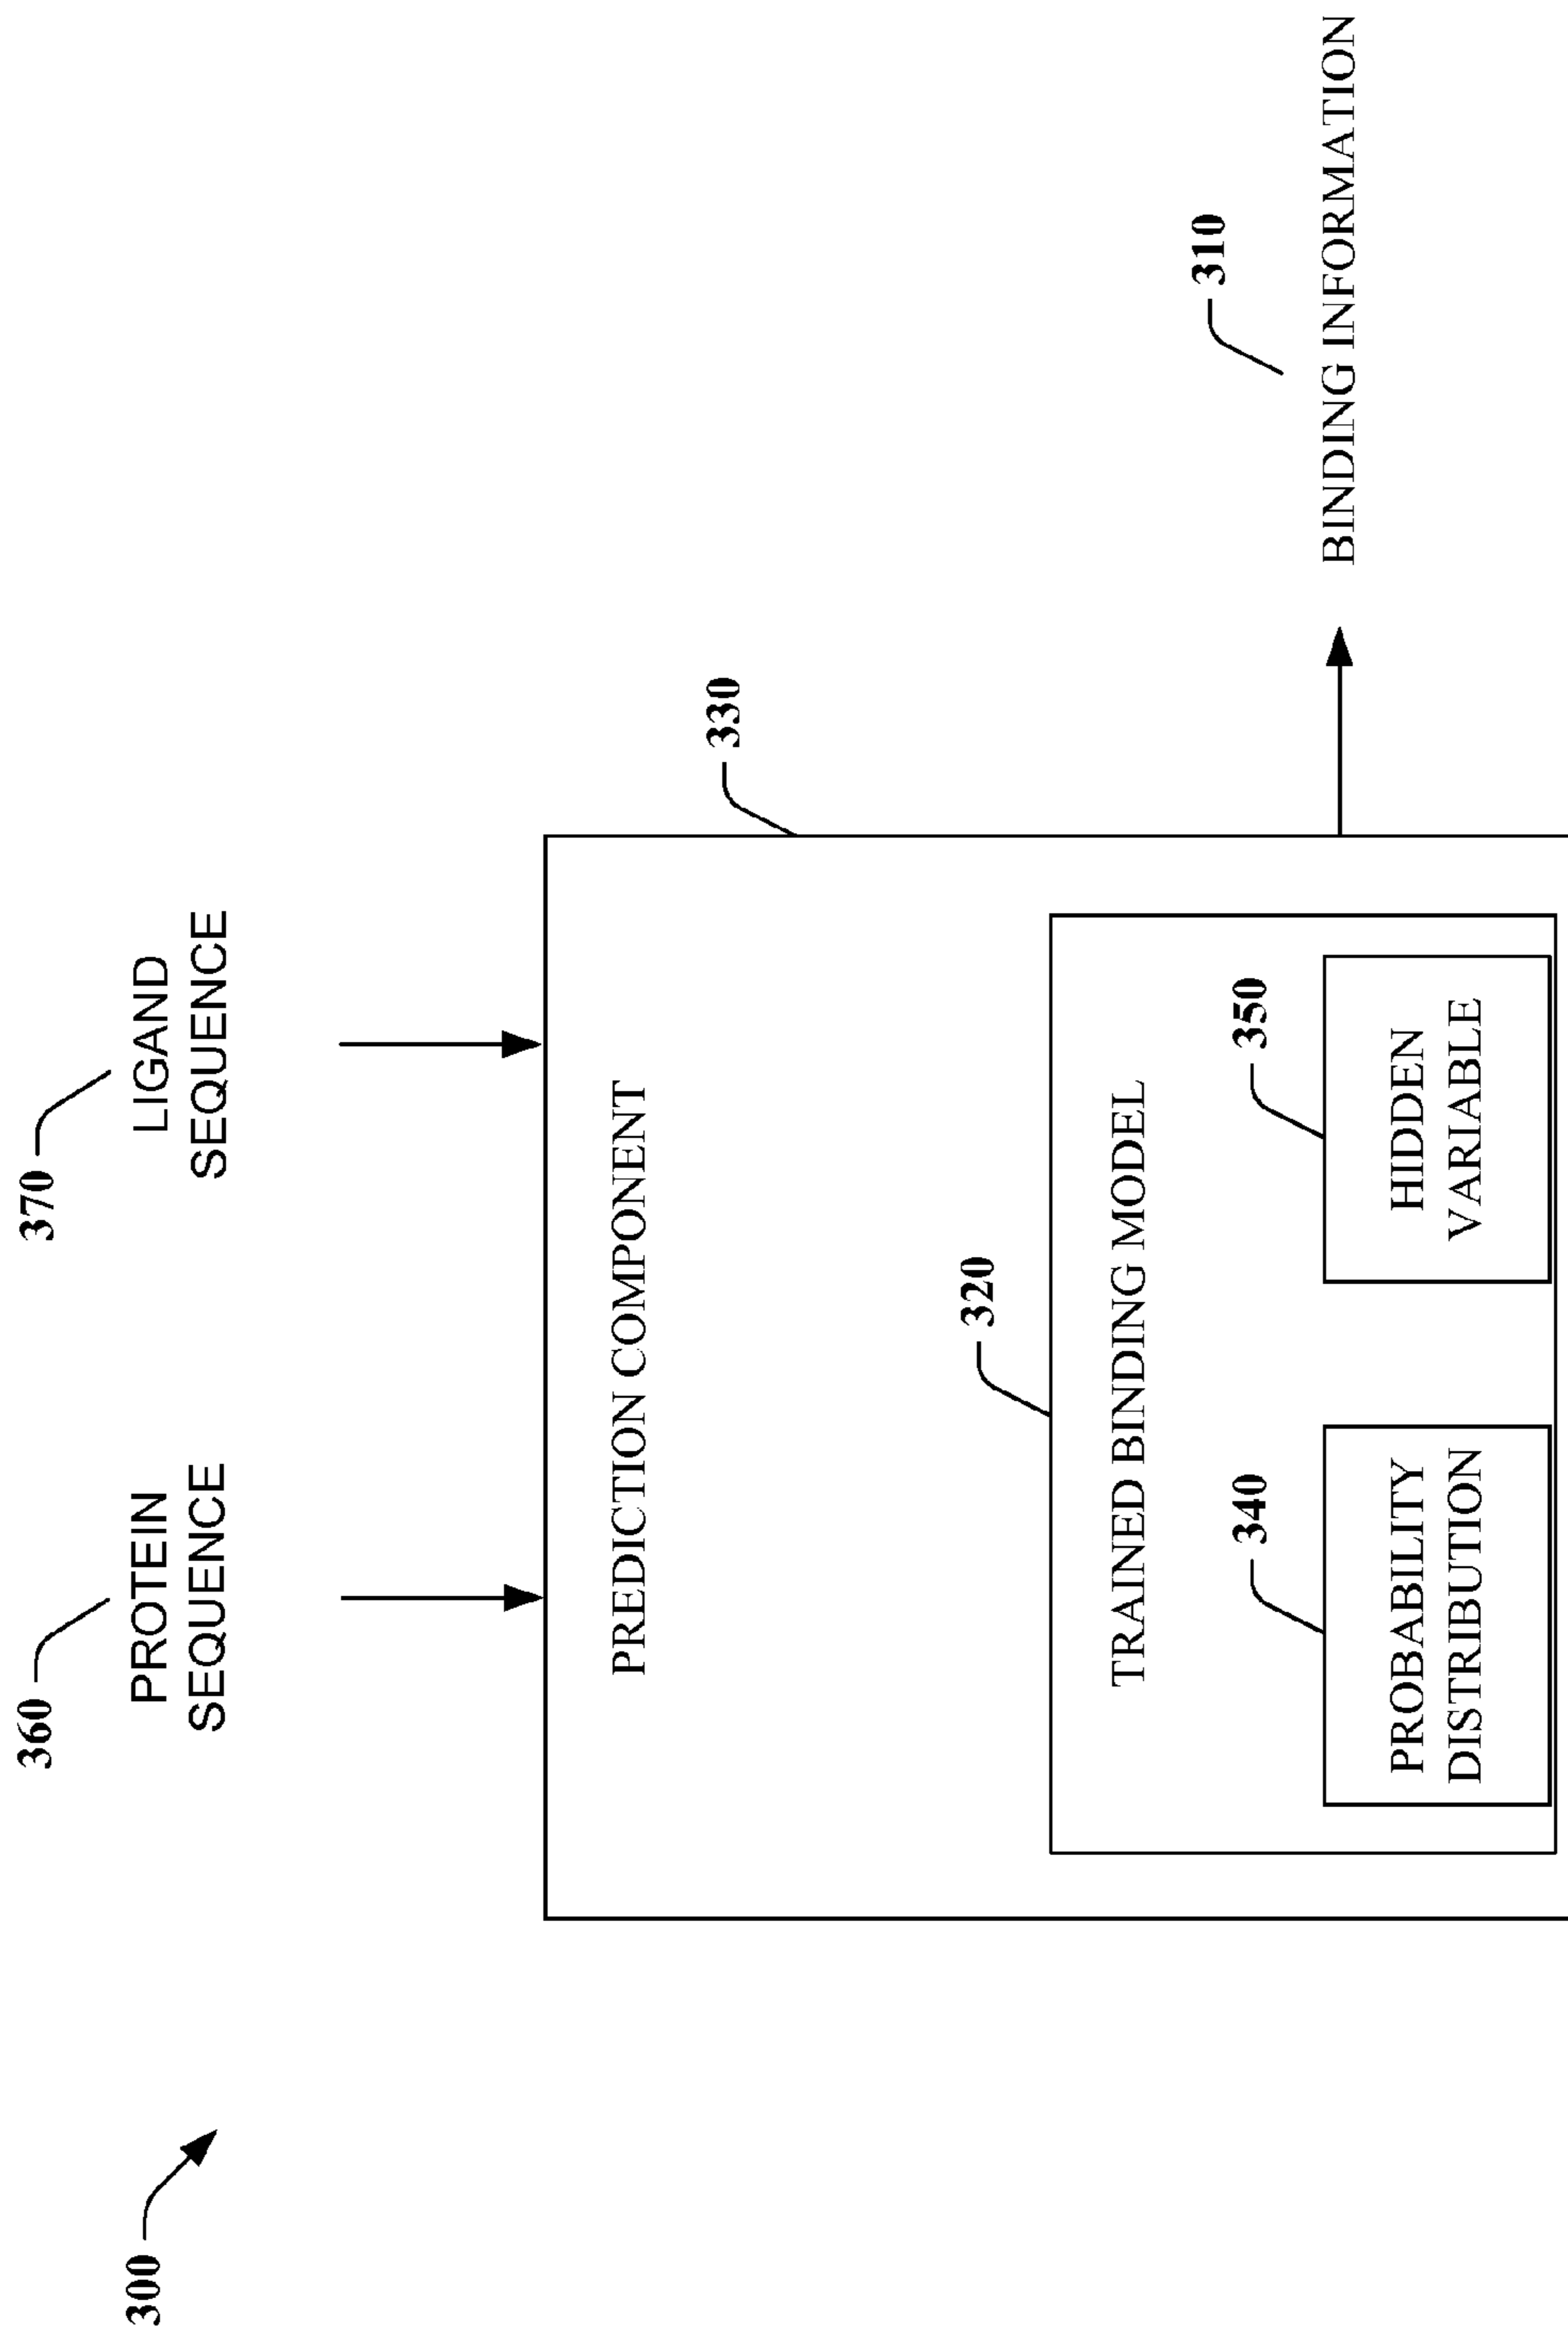 300
360
PROTEIN
SEQUENCE
370
LIGAND
SEQUENCE
330
PREDICTION COMPONENT
320
TRAINED BINDING MODEL
340
PROBABILITY
DISTRIBUTION
350
HIDDEN
VARIABLE
310
BINDING INFORMATION